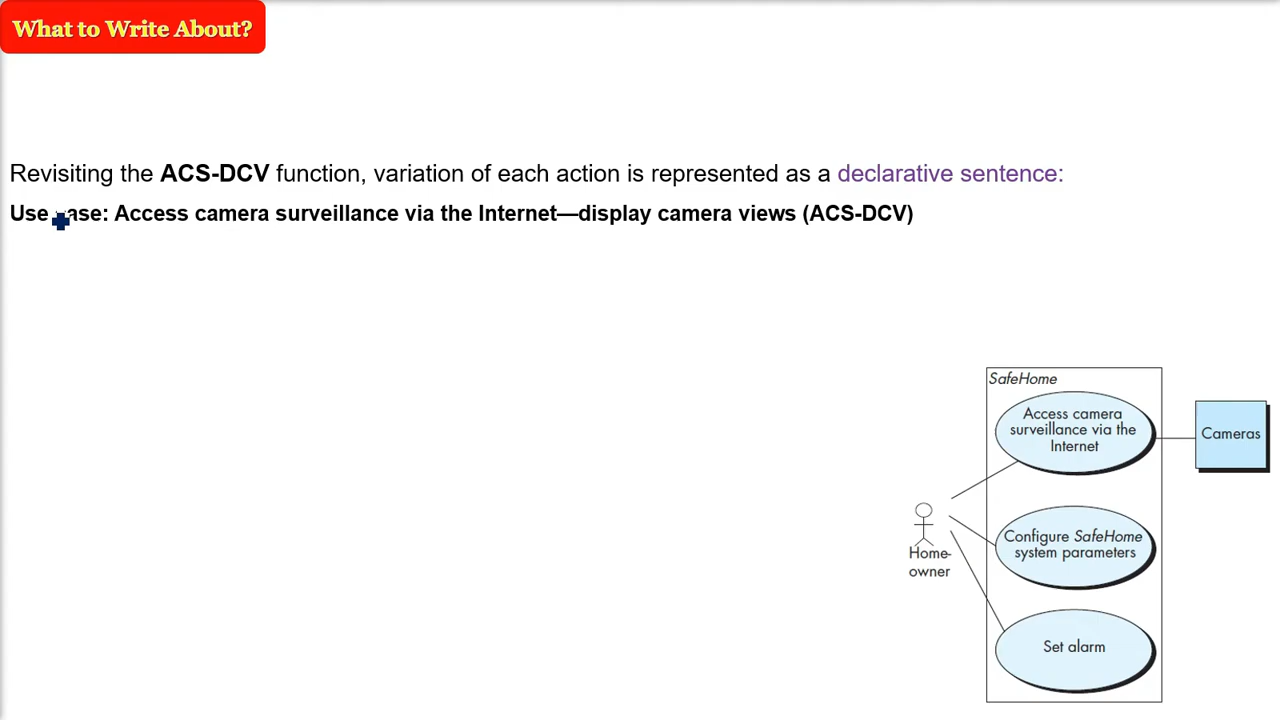 What to Write About?
Revisiting the ACS-DCV function, variation of each action is represented as a declarative sentence:
Use case: Access camera surveillance via the Internet—display camera views (ACS-DCV)
SafeHome
Access camera
surveillance via the
Internet
Cameras
Configure SafeHome
system parameters
Home-
owner
Set alarm